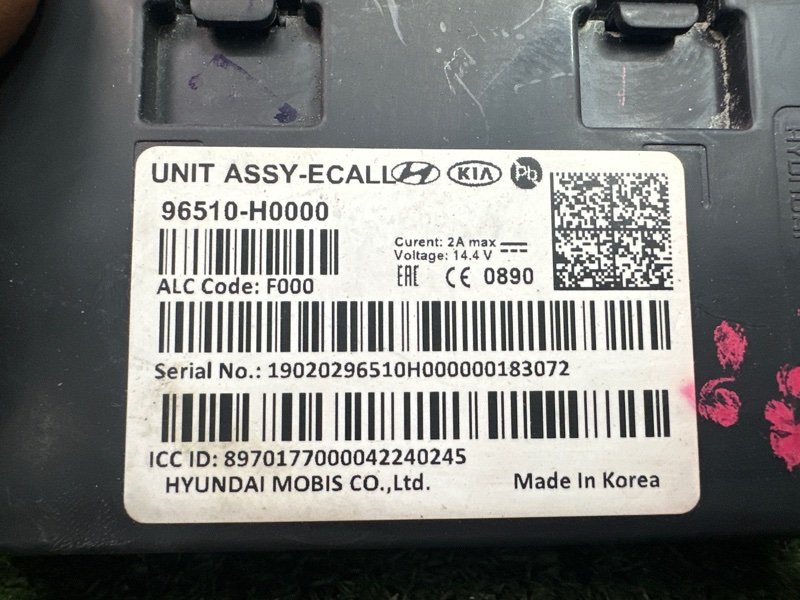 UNIT ASSY-ECALL KIA Pb
96510-H0000
Curent: 2A max
Voltage: 14.4 V
ALC Code: F000
EAC CE 0890
Serial No.: 19020296510H000000183072
ICC ID: 8970177000042240245
HYUNDAI MOBIS CO.,Ltd. Made In Korea
HYUNDAI